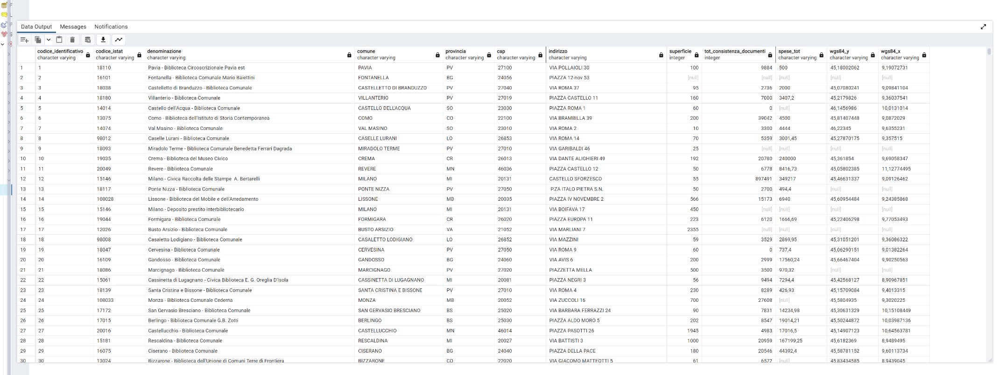 Data Output Messages Notifications
codice_identificativo codice_istat denominazione comune provincia cap indirizzo superficie tot_consistenza_documenti spese_tot wgs84_y wgs84_x
character varying character varying character varying character varying character varying character varying character varying integer integer character varying character varying character varying
1 1 18110 Pavia - Biblioteca Circoscrizionale Pavia est PAVIA PV 27100 VIA POLLAIOLI 30 100 9884 500 45,18002062 9,19072731
2 2 16101 Fontanella - Biblioteca Comunale Mario Baiettini FONTANELLA BG 24056 PIAZZA 12-nov 53 [null] [null] [null] [null] [null]
3 3 18038 Castelletto di Branduzzo - Biblioteca Comunale CASTELLETTO DI BRANDUZZO PV 27040 VIA ROMA 37 95 2736 2000 45,07080241 9,09841104
4 4 18180 Villanterio - Biblioteca Comunale VILLANTERIO PV 27019 PIAZZA CASTELLO 11 160 7000 3407,2 45,2179826 9,36037541
5 5 14014 Castello dell'Acqua - Biblioteca Comunale CASTELLO DELL'ACQUA SO 23030 PIAZZA ROMA 1 60 0 [null] 46,1456986 10,0131014
6 6 13075 Como - Biblioteca dell'Istituto di Storia Contemporanea COMO CO 22100 VIA BRAMBILLA 39 200 39042 4500 45,81407448 9,0872029
7 7 14074 Val Masino - Biblioteca Comunale VAL MASINO SO 23010 VIA ROMA 2 10 3300 4444 46,22345 9,6355231
8 8 98012 Caselle Lurani - Biblioteca Comunale CASELLE LURANI LO 26853 VIA ROMA 14 70 5359 3001,45 45,27870175 9,357515
9 9 18093 Miradolo Terme - Biblioteca Comunale Benedetta Ferrari Dagrada MIRADOLO TERME PV 27010 VIA GARIBALDI 46 25 [null] [null] [null] [null]
10 10 19035 Crema - Biblioteca del Museo Civico CREMA CR 26013 VIA DANTE ALIGHIERI 49 192 20780 240000 45,361854 9,69058347
11 11 20049 Revere - Biblioteca Comunale REVERE MN 46036 PIAZZA CASTELLO 12 50 6778 8416,73 45,05802385 11,12774495
12 12 15146 Milano - Civica Raccolta delle Stampe A. Bertarelli MILANO MI 20131 CASTELLO SFORZESCO 55 897491 349217 45,46631337 9,09126462
13 13 18117 Ponte Nizza - Biblioteca Comunale PONTE NIZZA PV 27050 P.ZA ITALO PIETRA S.N. 50 2700 494,4 [null] [null]
14 14 108028 Lissone - Biblioteca del Mobile e dell'Arredamento LISSONE MB 20035 PIAZZA IV NOVEMBRE 2 566 15173 6940 45,60954484 9,24385868
15 15 15146 Milano - Deposito prestito interbibliotecario MILANO MI 20131 VIA BOIFAVA 17 450 [null] [null] [null] [null]
16 16 19044 Formigara - Biblioteca Comunale FORMIGARA CR 26020 PIAZZA EUROPA 11 223 6120 1666,69 45,22406298 9,77053493
17 17 12026 Busto Arsizio - Biblioteca Comunale BUSTO ARSIZIO VA 21052 VIA MARLIANI 7 2355 [null] [null] [null] [null]
18 18 98008 Casaletto Lodigiano - Biblioteca Comunale CASALETTO LODIGIANO LO 26852 VIA MAZZINI 59 3529 2869,95 45,31051201 9,36086322
19 19 18047 Cervesina - Biblioteca Comunale CERVESINA PV 27050 VIA ROMA 9 60 0 737,4 45,06290151 9,01382264
20 20 16109 Gandosso - Biblioteca Comunale GANDOSSO BG 24060 VIA AVIS 6 200 2999 17560,24 45,66467404 9,90250563
21 21 18086 Marcignago - Biblioteca Comunale MARCIGNAGO PV 27020 PIAZZETTA MELLA 500 3500 970,32 [null] [null]
22 22 15061 Cassinetta di Lugagnano - Civica Biblioteca E. G. Oreglia D'Isola CASSINETTA DI LUGAGNANO MI 20081 PIAZZA NEGRI 3 56 9494 7294,4 45,42568127 8,90967851
23 23 18139 Santa Cristina e Bissone - Biblioteca Comunale SANTA CRISTINA E BISSONE PV 27010 VIA ROMA 4 230 8289 426,93 45,15709084 9,4013315
24 24 108033 Monza - Biblioteca Comunale Cederna MONZA MB 20052 VIA ZUCCOLI 16 700 27608 [null] 45,5804935 9,3020225
25 25 17172 San Gervasio Bresciano - Biblioteca Comunale SAN GERVASIO BRESCIANO BS 25020 VIA BARBARA FERRAZZI 24 90 7831 14234,98 45,30631329 10,15108449
26 26 17015 Berlingo - Biblioteca Comunale G.B. Zotti BERLINGO BS 25030 PIAZZA ALDO MORO 5 202 8547 19014,21 45,50244872 10,03987136
27 27 20016 Castellucchio - Biblioteca Comunale CASTELLUCCHIO MN 46014 PIAZZA PASOTTI 26 1945 4983 17016,5 45,14907123 10,64563781
28 28 15181 Rescaldina - Biblioteca Comunale RESCALDINA MI 20027 VIA BATTISTI 3 1000 20959 167199,25 45,6182369 8,9489495
29 29 16075 Ciserano - Biblioteca Comunale CISERANO BG 24040 PIAZZA DELLA PACE 180 20546 44392,4 45,58781152 9,60113734
30 30 13024 Bizzarone - Biblioteca dell'Unione di Comuni Terre di Frontiera BIZZARONE CO 22020 VIA GIACOMO MATTEOTTI 5 61 6572 [null] 45,83434585 8,9439045